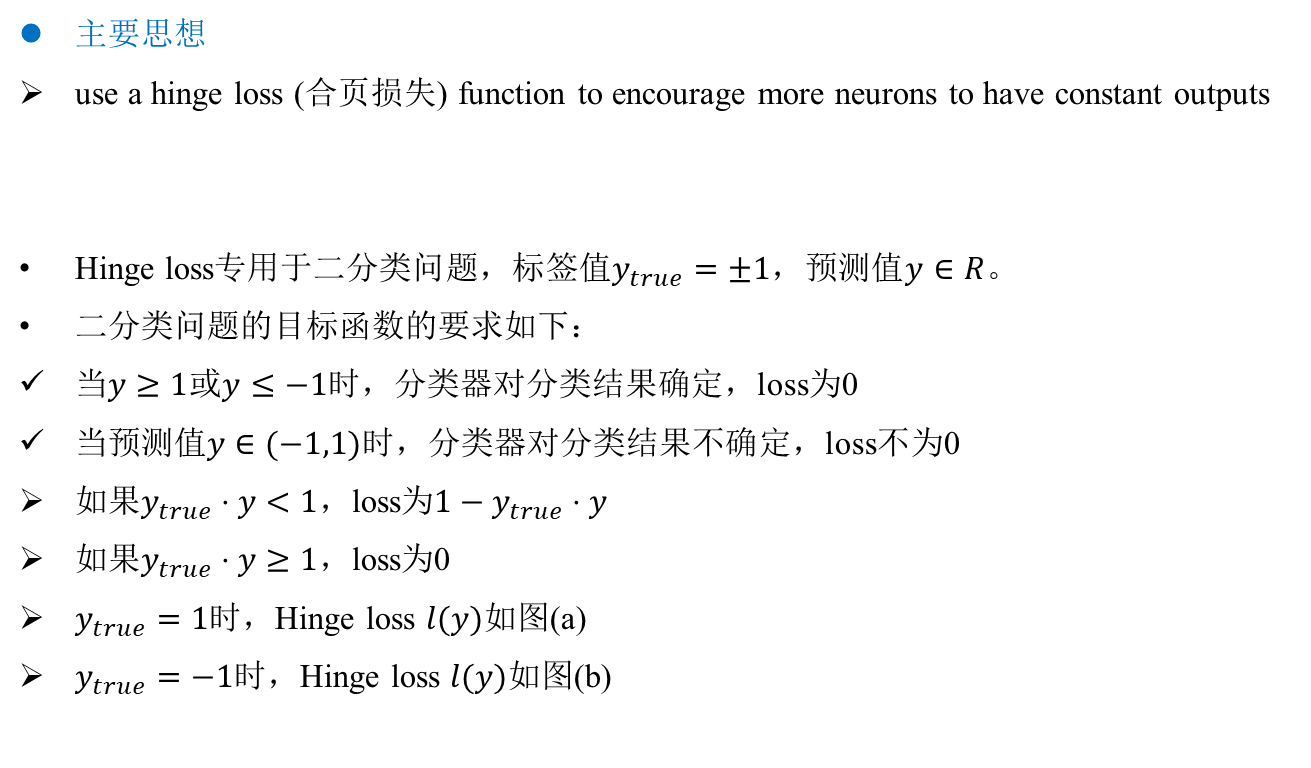 主要思想
use a hinge loss (合页损失) function to encourage more neurons to have constant outputs
Hinge loss专用于二分类问题，标签值y_true = ±1，预测值y ∈ R。
二分类问题的目标函数的要求如下：
当y ≥ 1或y ≤ −1时，分类器对分类结果确定，loss为0
当预测值y ∈ (−1,1)时，分类器对分类结果不确定，loss不为0
如果y_true · y < 1，loss为1 − y_true · y
如果y_true · y ≥ 1，loss为0
y_true = 1时，Hinge loss l(y)如图(a)
y_true = −1时，Hinge loss l(y)如图(b)